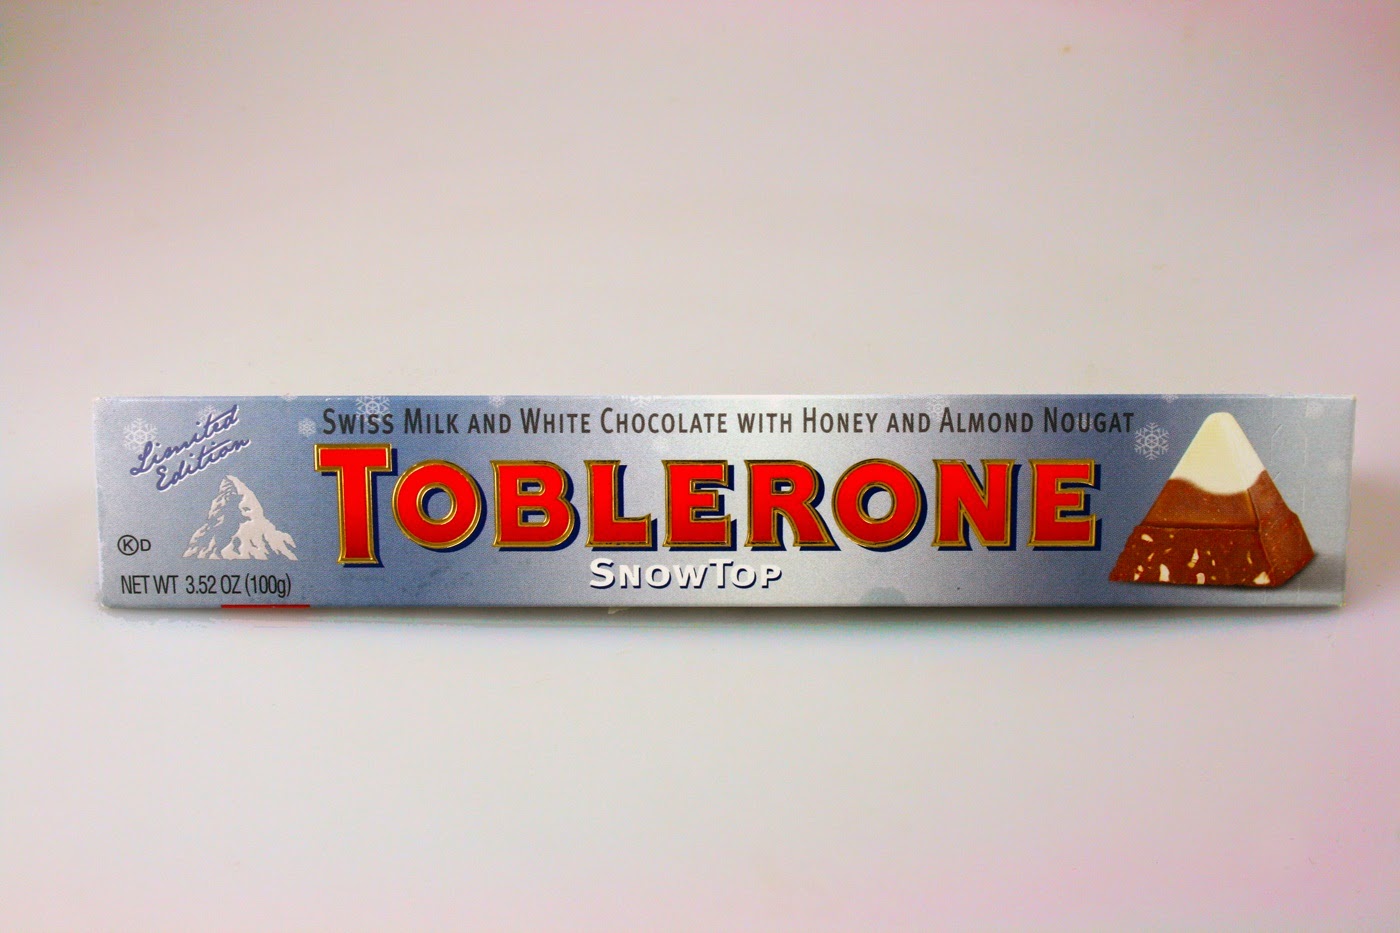 Limited
Edition
SWISS MILK AND WHITE CHOCOLATE WITH HONEY AND ALMOND NOUGAT
TOBLERONE
SNOWTOP
K D
NET WT 3.52 OZ (100g)